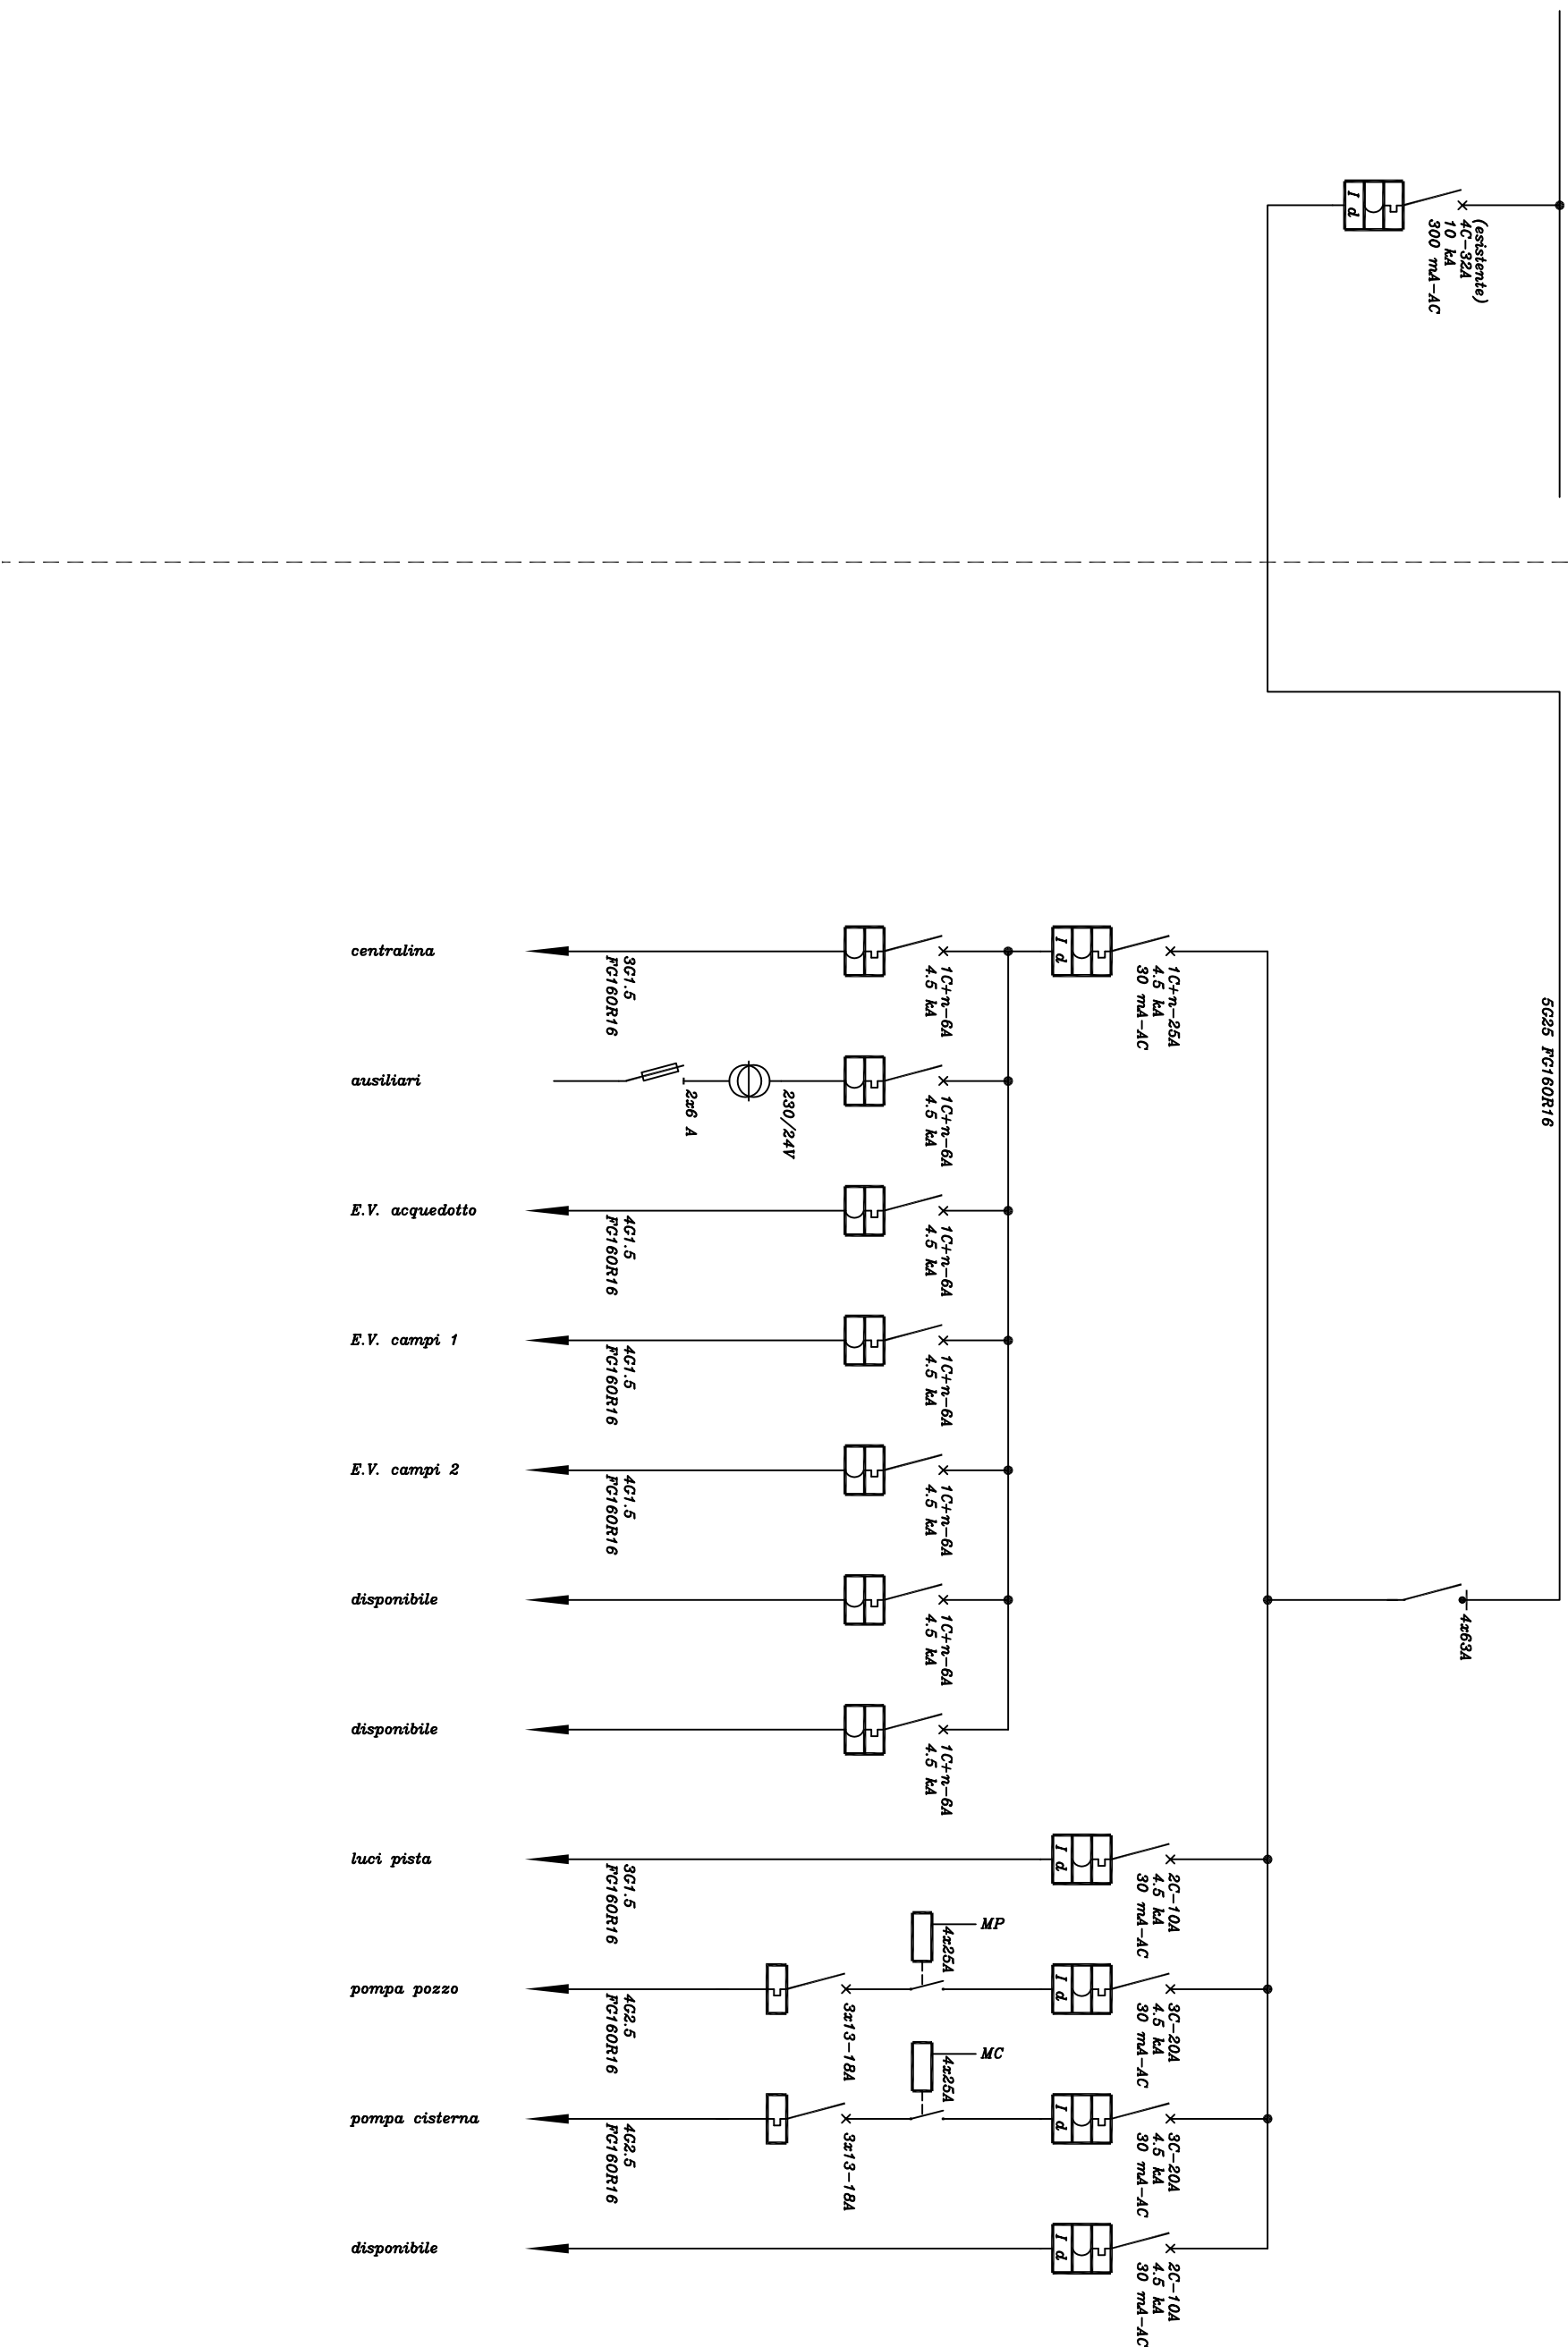 (esistente)
4C-32A
10 kA
300 mA-AC
I d
5G25 FG16OR16
4x63A
1C+n-25A
4.5 kA
30 mA-AC
I d
1C+n-6A
4.5 kA
3G1.5
FG16OR16
centralina
1C+n-6A
4.5 kA
230/24V
2x6 A
ausiliari
1C+n-6A
4.5 kA
4G1.5
FG16OR16
E.V. acquedotto
1C+n-6A
4.5 kA
4G1.5
FG16OR16
E.V. campi 1
1C+n-6A
4.5 kA
4G1.5
FG16OR16
E.V. campi 2
1C+n-6A
4.5 kA
disponibile
1C+n-6A
4.5 kA
disponibile
2C-10A
4.5 kA
30 mA-AC
I d
3G1.5
FG16OR16
luci pista
3C-20A
4.5 kA
30 mA-AC
I d
MP
4x25A
3x13-18A
4G2.5
FG16OR16
pompa pozzo
3C-20A
4.5 kA
30 mA-AC
I d
MC
4x25A
3x13-18A
4G2.5
FG16OR16
pompa cisterna
2C-10A
4.5 kA
30 mA-AC
I d
disponibile